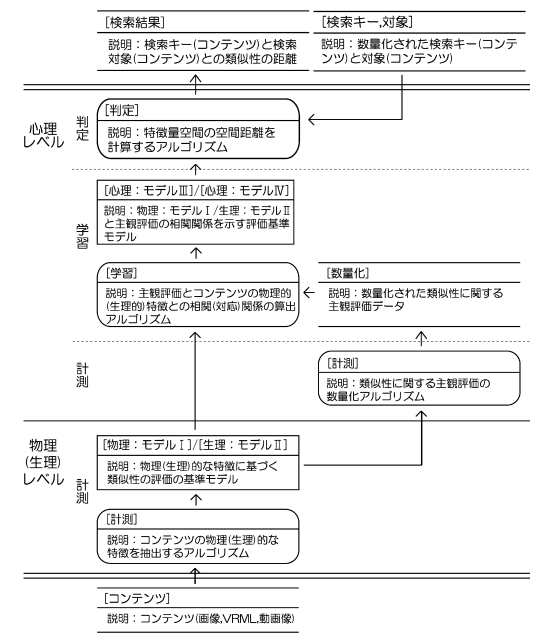 [検索結果]
説明：検索キー(コンテンツ)と検索
対象(コンテンツ)との類似性の距離
[検索キー,対象]
説明：数量化された検索キー(コンテ
ンツ)と対象(コンテンツ)
心理
レベル
判定
[判定]
説明：特徴量空間の空間距離を
計算するアルゴリズム
学習
[心理：モデルⅢ]/[心理：モデルⅣ]
説明：物理：モデルⅠ/生理：モデルⅡ
と主観評価の相関関係を示す評価基準
モデル
[学習]
説明：主観評価とコンテンツの物理的
(生理的)特徴との相関(対応)関係の算出
アルゴリズム
[数量化]
説明：数量化された類似性に関する
主観評価データ
計測
[計測]
説明：類似性に関する主観評価の
数量化アルゴリズム
物理
(生理)
レベル
計測
[物理：モデルⅠ]/[生理：モデルⅡ]
説明：物理(生理)的な特徴に基づく
類似性の評価の基準モデル
[計測]
説明：コンテンツの物理(生理)的な
特徴を抽出するアルゴリズム
[コンテンツ]
説明：コンテンツ(画像,VRML,動画像)